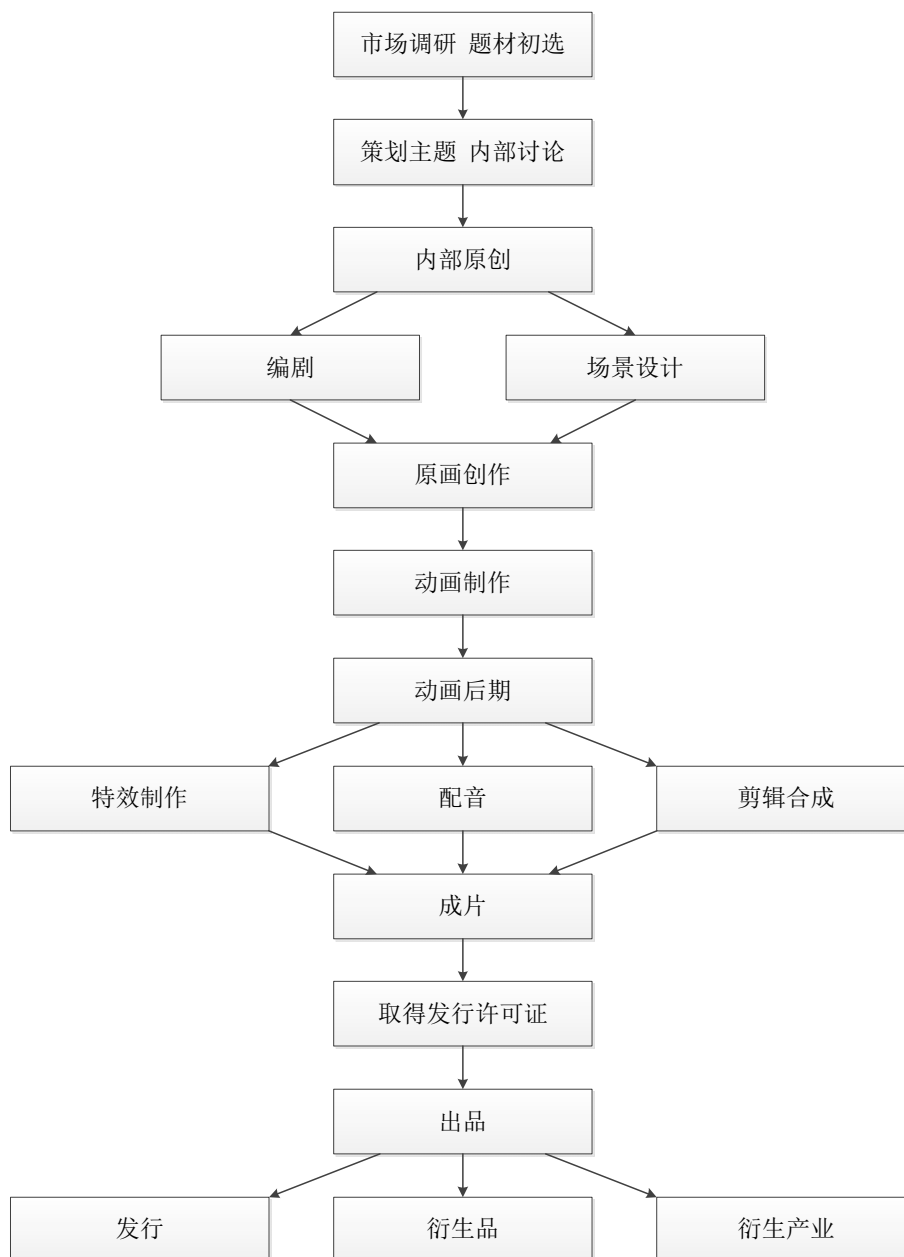 市场调研 题材初选
策划主题 内部讨论
内部原创
编剧
场景设计
原画创作
动画制作
动画后期
特效制作
配音
剪辑合成
成片
取得发行许可证
出品
发行
衍生品
衍生产业